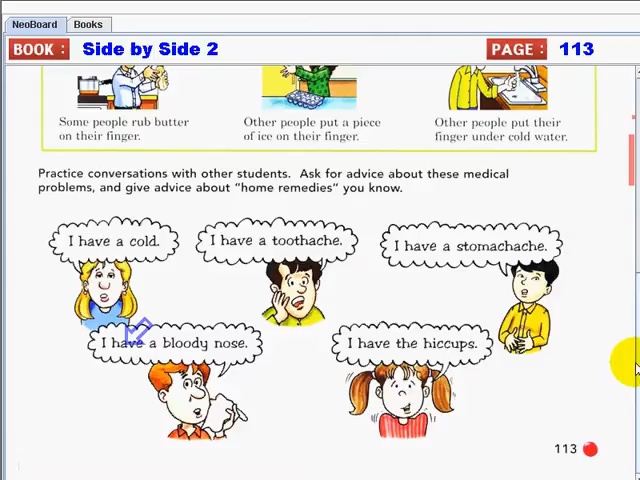 NeoBoard Books
BOOK : Side by Side 2 PAGE : 113
Some people rub butter
on their finger.
Other people put a piece
of ice on their finger.
Other people put their
finger under cold water.
Practice conversations with other students. Ask for advice about these medical
problems, and give advice about "home remedies" you know.
I have a cold.
I have a toothache.
I have a stomachache.
I have a bloody nose.
I have the hiccups.
113